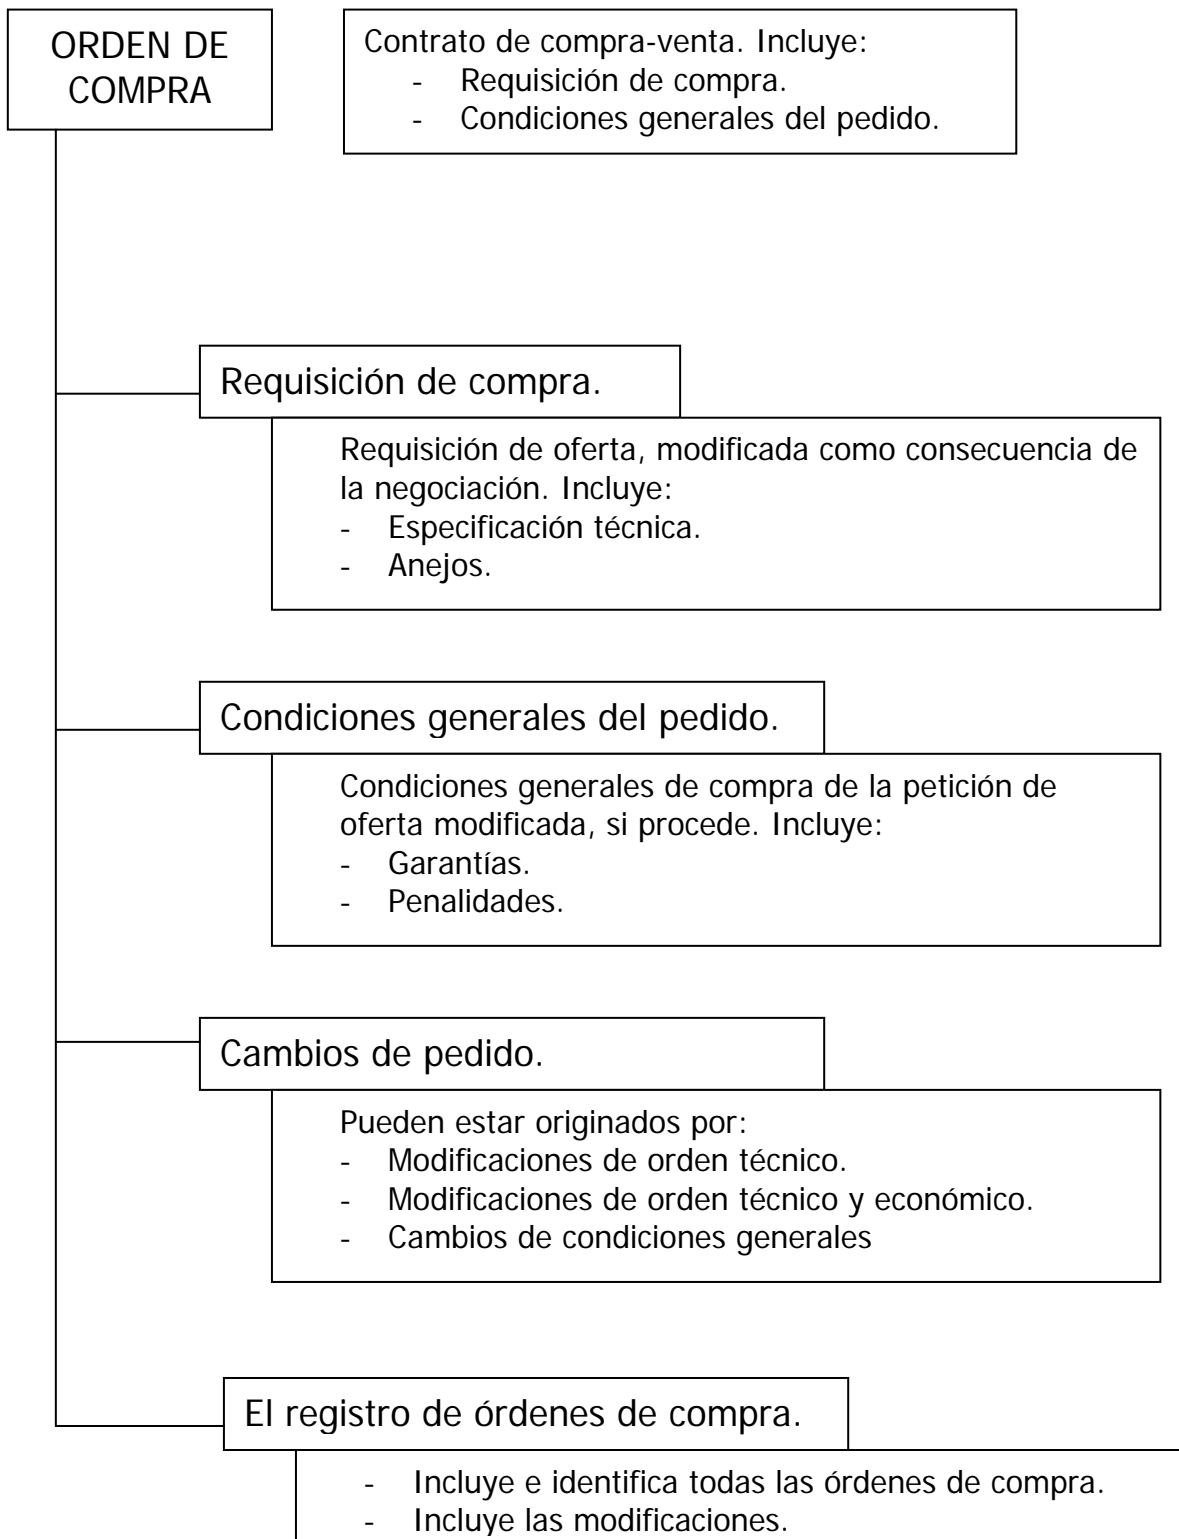 ORDEN DE
COMPRA
Contrato de compra-venta. Incluye:
- Requisición de compra.
- Condiciones generales del pedido.
Requisición de compra.
Requisición de oferta, modificada como consecuencia de
la negociación. Incluye:
- Especificación técnica.
- Anejos.
Condiciones generales del pedido.
Condiciones generales de compra de la petición de
oferta modificada, si procede. Incluye:
- Garantías.
- Penalidades.
Cambios de pedido.
Pueden estar originados por:
- Modificaciones de orden técnico.
- Modificaciones de orden técnico y económico.
- Cambios de condiciones generales
El registro de órdenes de compra.
- Incluye e identifica todas las órdenes de compra.
- Incluye las modificaciones.